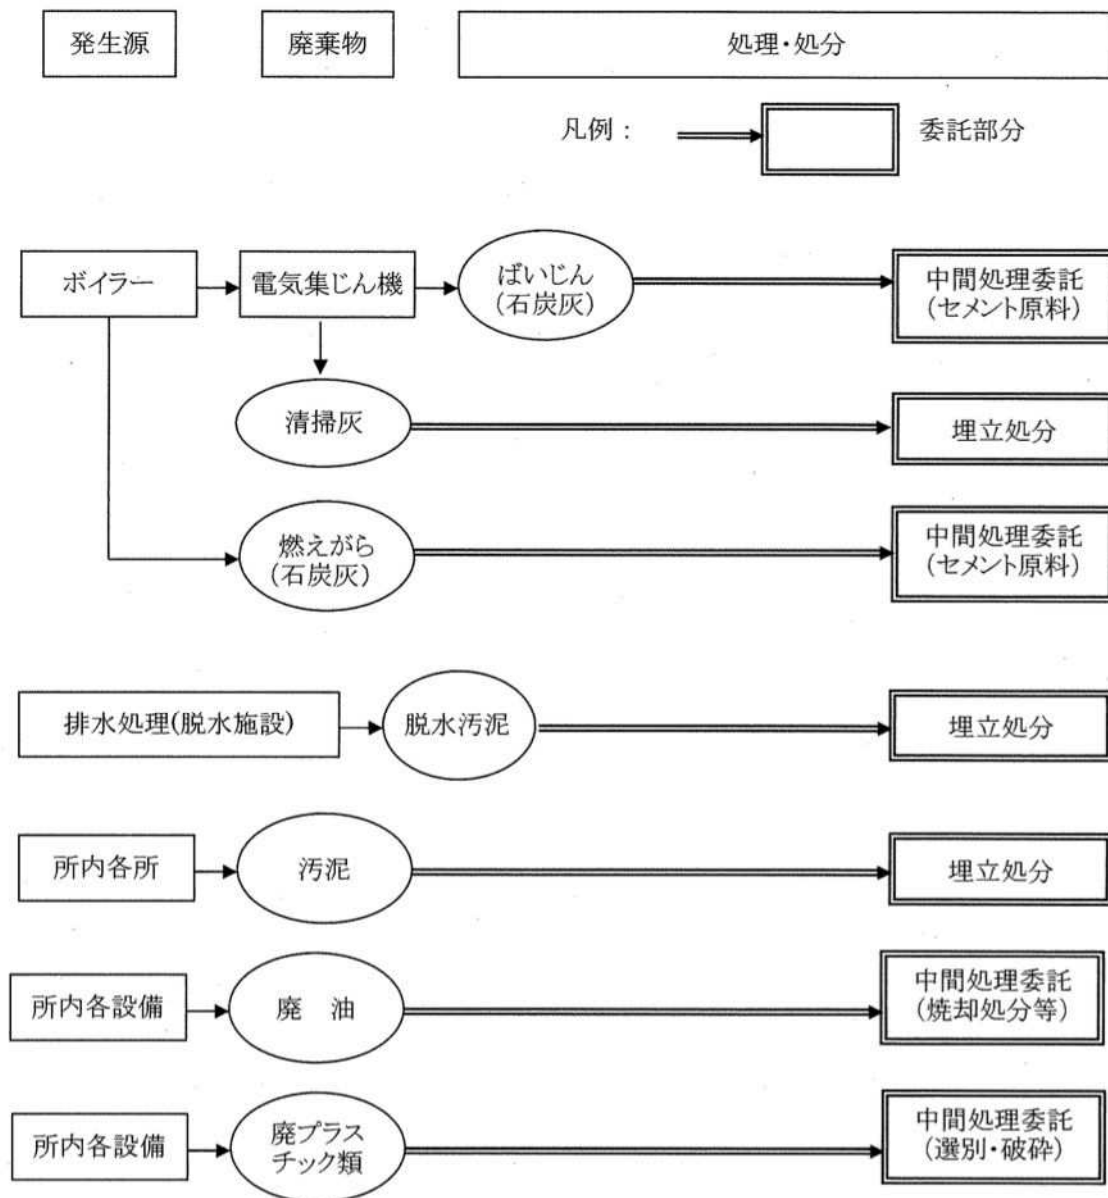 発生源
廃棄物
処理・処分
凡例：
委託部分
ボイラー
電気集じん機
ばいじん
(石炭灰)
中間処理委託
(セメント原料)
清掃灰
埋立処分
燃えがら
(石炭灰)
中間処理委託
(セメント原料)
排水処理(脱水施設)
脱水汚泥
埋立処分
所内各所
汚泥
埋立処分
所内各設備
廃　油
中間処理委託
(焼却処分等)
所内各設備
廃プラス
チック類
中間処理委託
(選別・破砕)